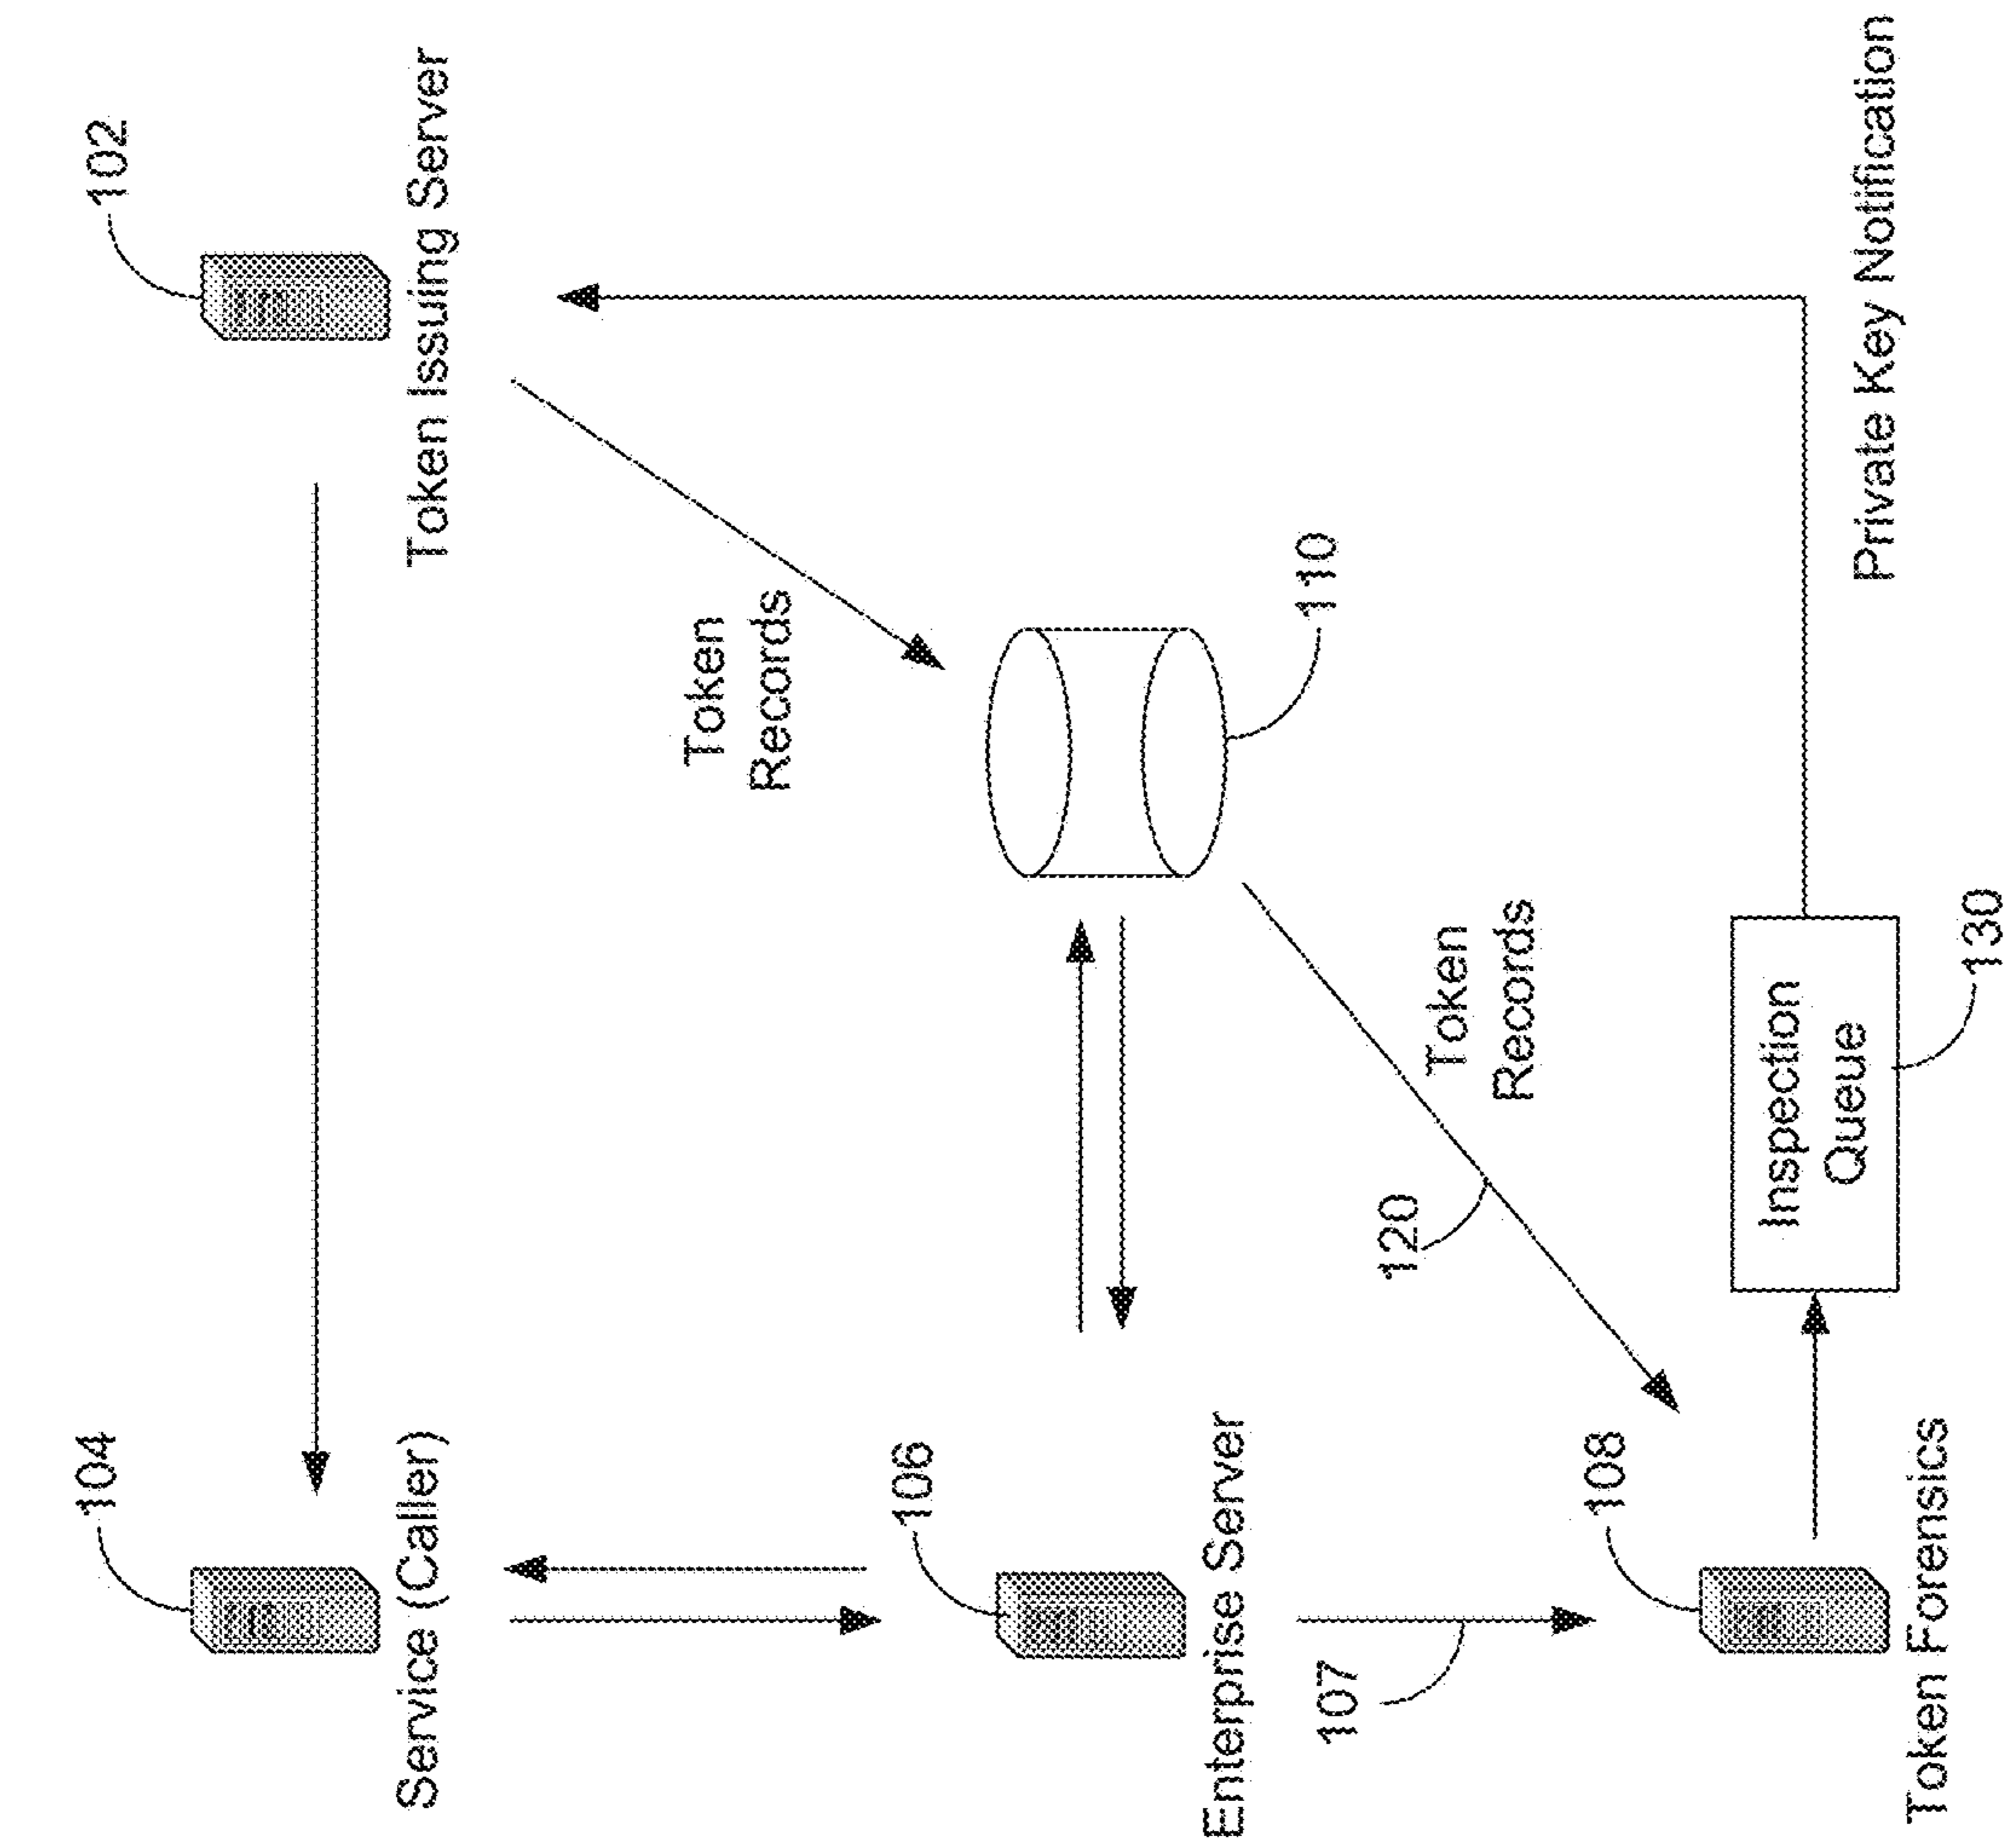 104
102
Service (Caller)
Token Issuing Server
Token
Records
106
Enterprise Server
110
107
120
Token
Records
108
Inspection
Queue
Private Key Notification
Token Forensics
130